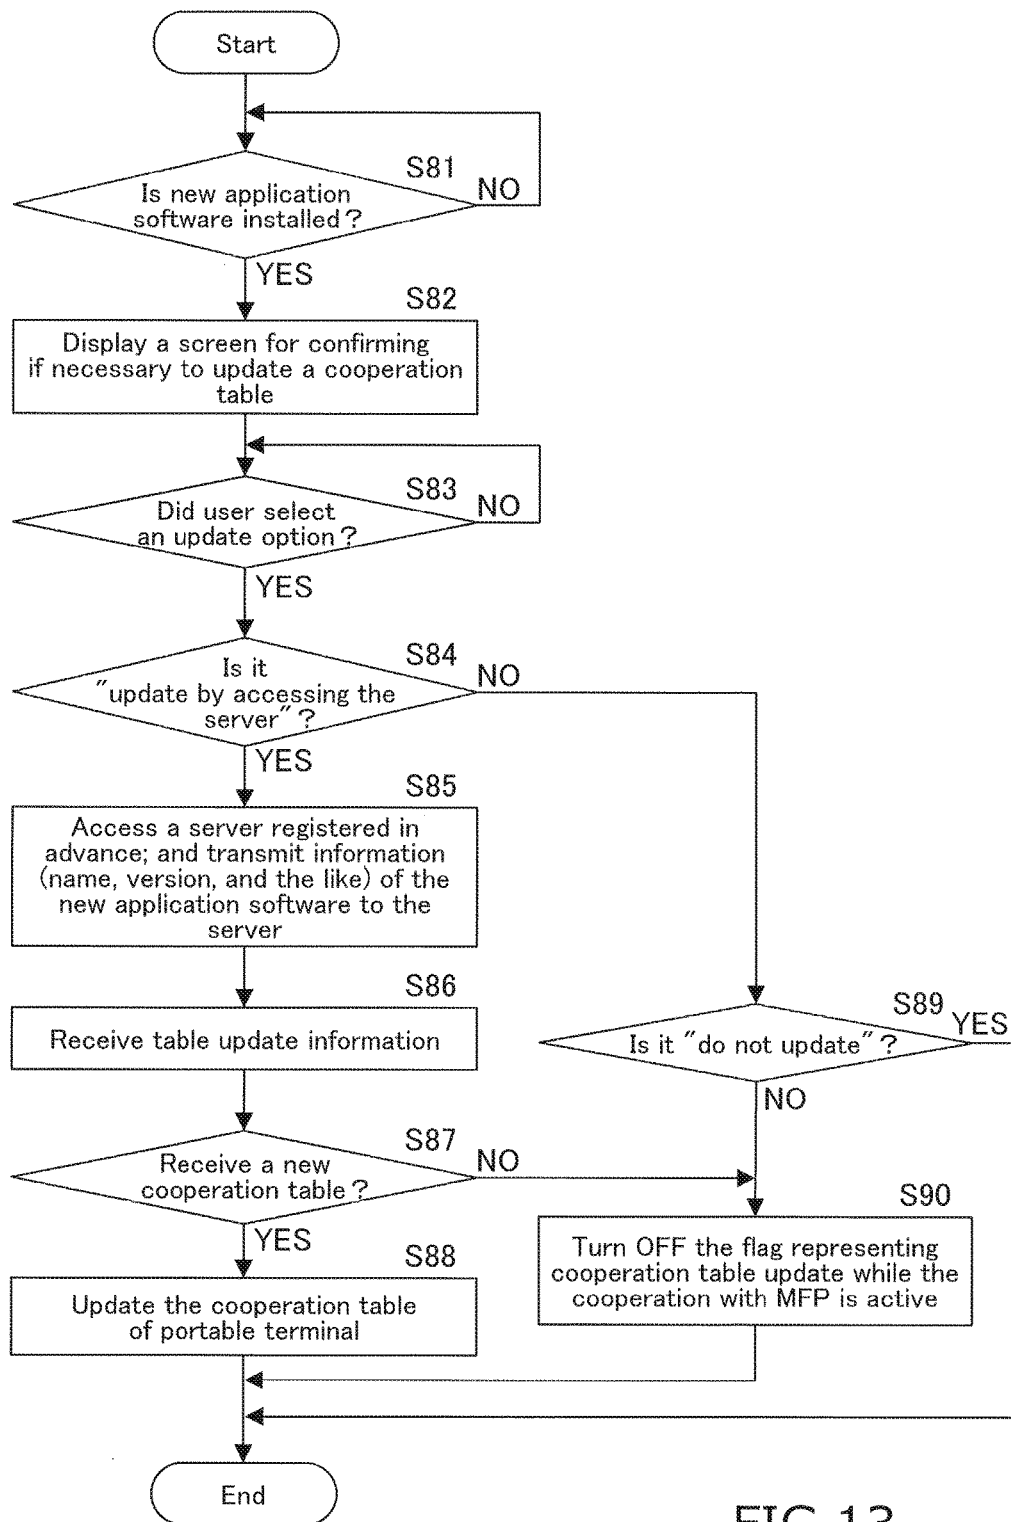 Start
S81
Is new application
software installed?
NO
YES
S82
Display a screen for confirming
if necessary to update a cooperation
table
S83
Did user select
an update option?
NO
YES
S84
Is it
"update by accessing the
server"?
NO
YES
S85
Access a server registered in
advance; and transmit information
(name, version, and the like) of the
new application software to the
server
S86
Receive table update information
S89
Is it "do not update"?
YES
NO
S87
Receive a new
cooperation table?
NO
YES
S90
Turn OFF the flag representing
cooperation table update while the
cooperation with MFP is active
S88
Update the cooperation table
of portable terminal
End
FIG.13